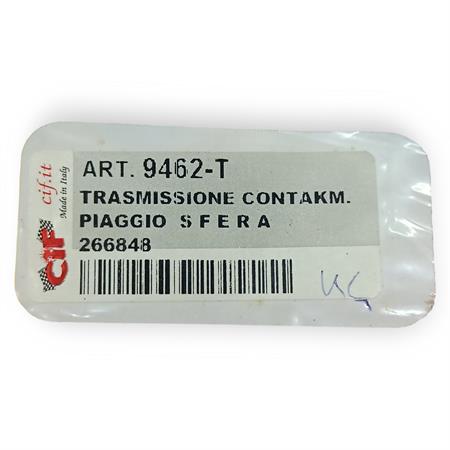 ART. 9462-T
TRASMISSIONE CONTAKM.
PIAGGIO SFERA
266848
CIF
cif.it
Made in Italy